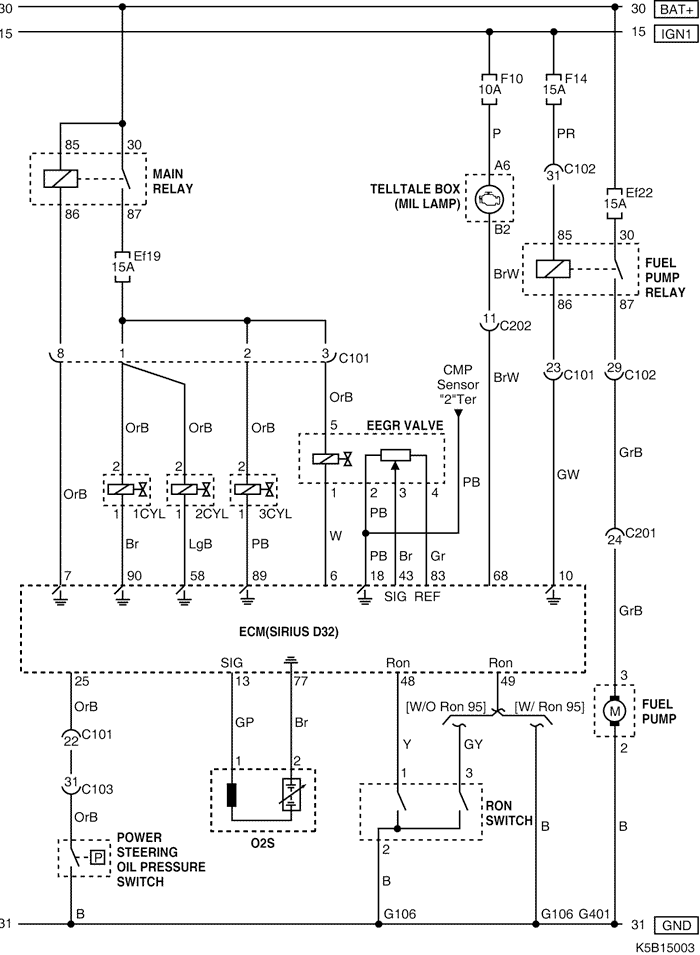 30 30 BAT+
15 15 IGN1
F10 10A
F14 15A
P PR
85 30
MAIN
RELAY
86 87
Ef19
15A
A6
TELLTALE BOX
(MIL LAMP)
B2
31 C102
Ef22
15A
85 30
FUEL
PUMP
RELAY
86 87
BrW
11 C202
BrW
8 1 2 3 C101
23 C101
29 C102
CMP
Sensor
"2"Ter
OrB OrB OrB OrB
EEGR VALVE
5
1 2 3 4
2 2 2
1 1CYL 1 2CYL 1 3CYL
OrB Br LgB PB W
PB PB
PB Br Gr
GW
GrB
C201
24
GrB
7 90 58 89 6 18 43 83 68 10
SIG REF
ECM(SIRIUS D32)
SIG Ron Ron
25 13 77 48 49
OrB
C101
22
31
C103
OrB
GP Br
1 2
O2S
[W/O Ron 95] [W/ Ron 95]
Y GY
1 3
RON
SWITCH
2
B B
3
FUEL
PUMP
M
2
B
P
POWER
STEERING
OIL PRESSURE
SWITCH
B
31 G106 G106 G401 31 GND
K5B15003